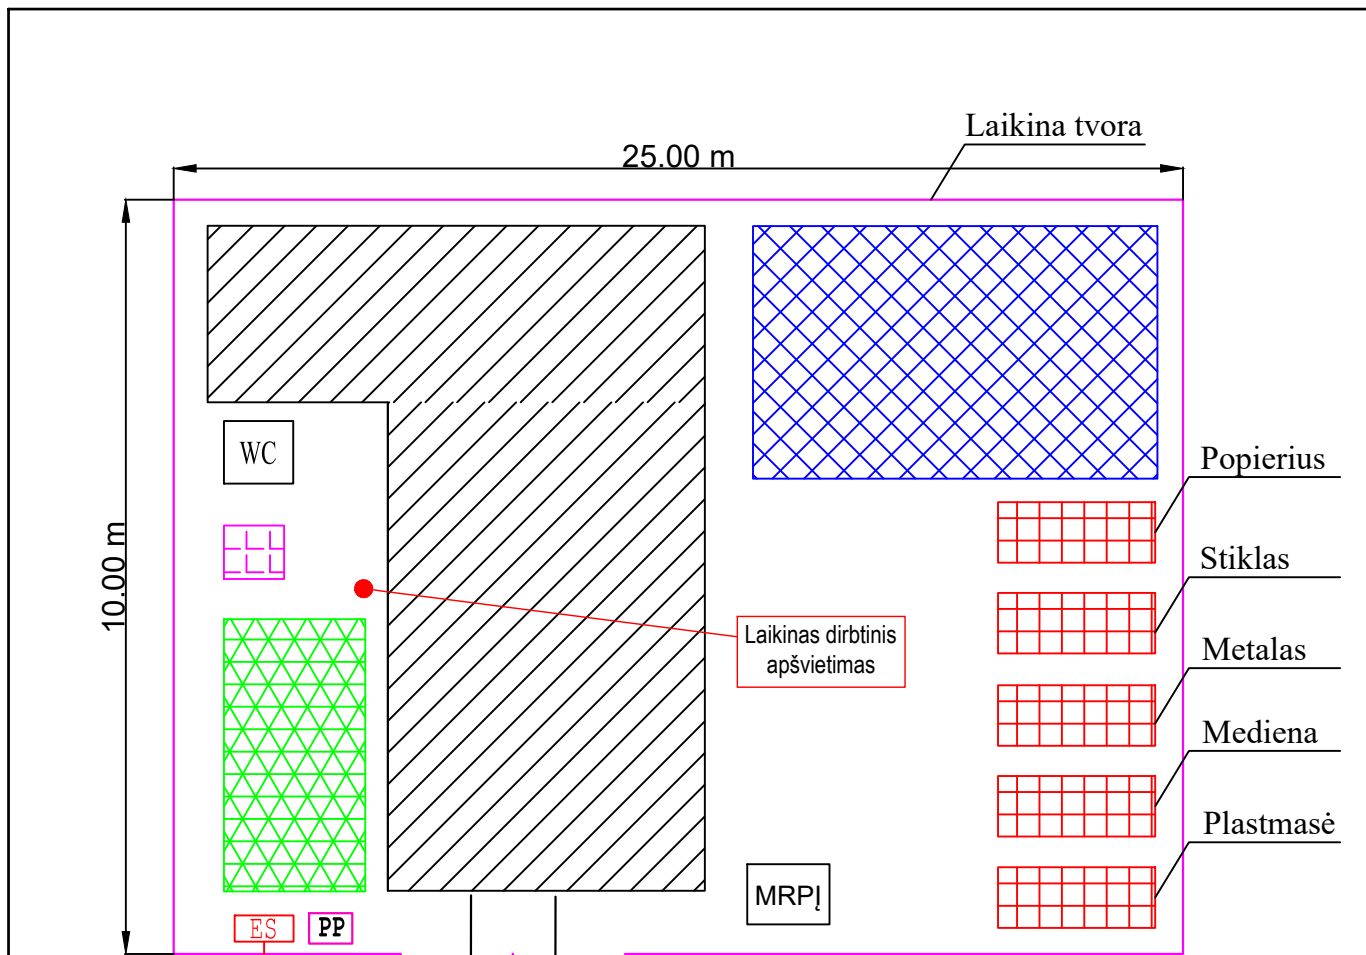 Laikina tvora
25.00 m
WC
Popierius
10.00 m
Stiklas
Laikinas dirbtinis
apšvietimas
Metalas
Mediena
Plastmasė
MRPĮ
ES
PP